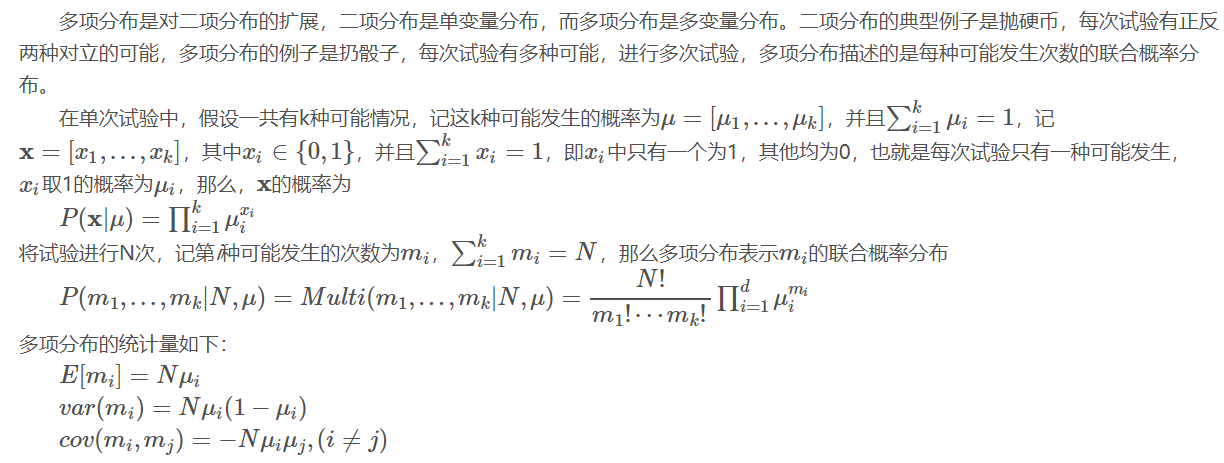 多项分布是对二项分布的扩展，二项分布是单变量分布，而多项分布是多变量分布。二项分布的典型例子是抛硬币，每次试验有正反
两种对立的可能，多项分布的例子是扔骰子，每次试验有多种可能，进行多次试验，多项分布描述的是每种可能发生次数的联合概率分
布。
在单次试验中，假设一共有k种可能情况，记这k种可能发生的概率为$\mu = [\mu_1, \ldots, \mu_k]$，并且$\sum_{i=1}^{k} \mu_i = 1$，记
$\mathbf{x} = [x_1, \ldots, x_k]$，其中$x_i \in \{0, 1\}$，并且$\sum_{i=1}^{k} x_i = 1$，即$x_i$中只有一个为1，其他均为0，也就是每次试验只有一种可能发生，
$x_i$取1的概率为$\mu_i$，那么，$\mathbf{x}$的概率为
$P(\mathbf{x}|\mu) = \prod_{i=1}^{k} \mu_i^{x_i}$
将试验进行N次，记第i种可能发生的次数为$m_i$，$\sum_{i=1}^{k} m_i = N$，那么多项分布表示$m_i$的联合概率分布
$P(m_1, \ldots, m_k|N, \mu) = Multi(m_1, \ldots, m_k|N, \mu) = \frac{N!}{m_1! \cdots m_k!} \prod_{i=1}^{d} \mu_i^{m_i}$
多项分布的统计量如下：
$E[m_i] = N\mu_i$
$var(m_i) = N\mu_i(1 - \mu_i)$
$cov(m_i, m_j) = -N\mu_i\mu_j, (i \neq j)$